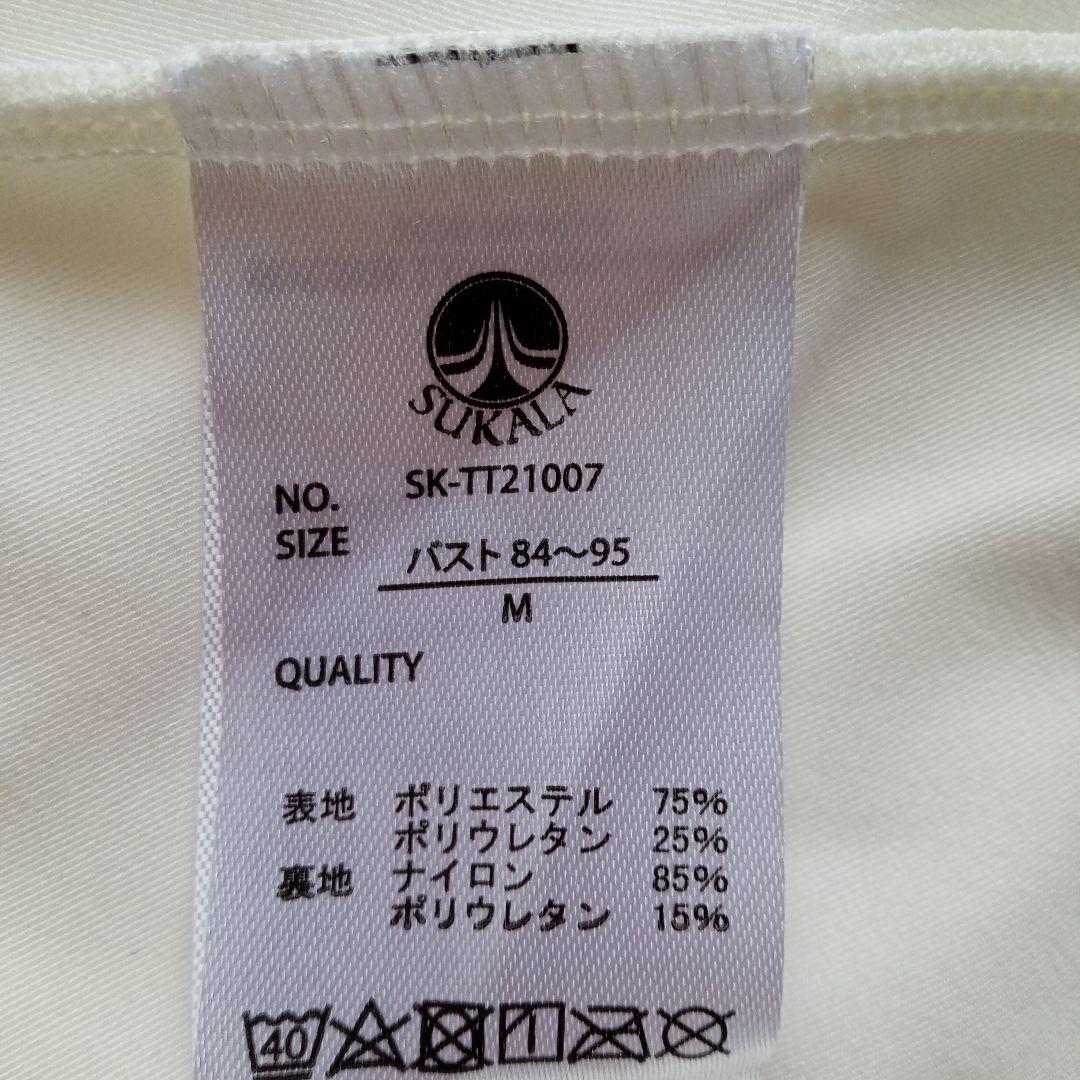 SUKALA
NO. SK-TT21007
SIZE バスト 84〜95
M
QUALITY
表地 ポリエステル 75%
ポリウレタン 25%
裏地 ナイロン 85%
ポリウレタン 15%
40